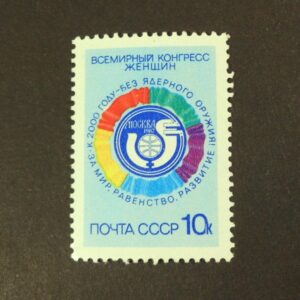 ВСЕМИРНЫЙ КОНГРЕСС
ЖЕНЩИН
К 2000 ГОДУ-БЕЗ ЯДЕРНОГО ОРУЖИЯ!
ЗА МИР, РАВЕНСТВО, РАЗВИТИЕ!
МОСКВА
1987
ПОЧТА СССР 10к